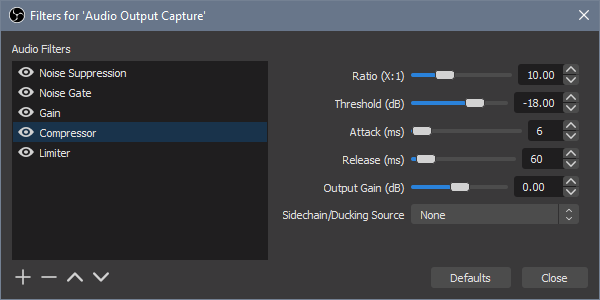 Filters for 'Audio Output Capture'
Audio Filters
Noise Suppression
Noise Gate
Gain
Compressor
Limiter
Ratio (X:1) 10.00
Threshold (dB) -18.00
Attack (ms) 6
Release (ms) 60
Output Gain (dB) 0.00
Sidechain/Ducking Source None
Defaults Close